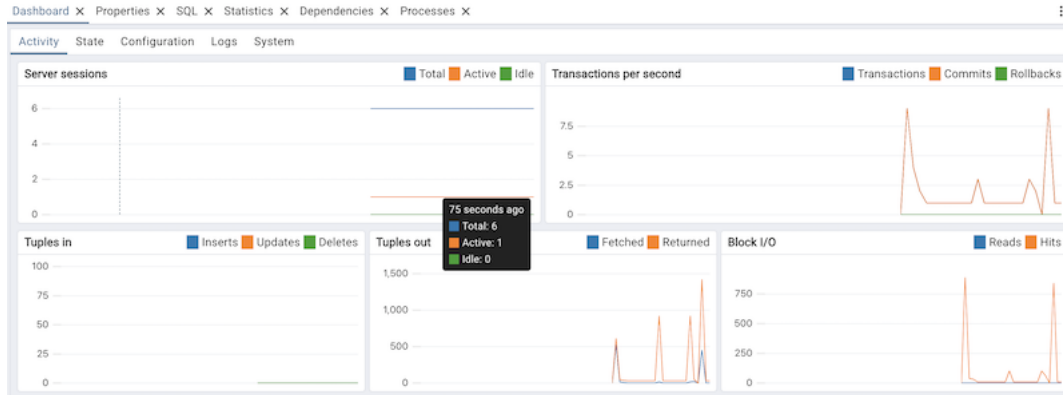 Dashboard × Properties × SQL × Statistics × Dependencies × Processes ×
Activity State Configuration Logs System
Server sessions
Total Active Idle
6
4
2
0
75 seconds ago
Total: 6
Active: 1
Idle: 0
Transactions per second
Transactions Commits Rollbacks
7.5
5
2.5
0
Tuples in
Inserts Updates Deletes
100
75
50
25
0
Tuples out
Fetched Returned
1,500
1,000
500
0
Block I/O
Reads Hits
750
500
250
0